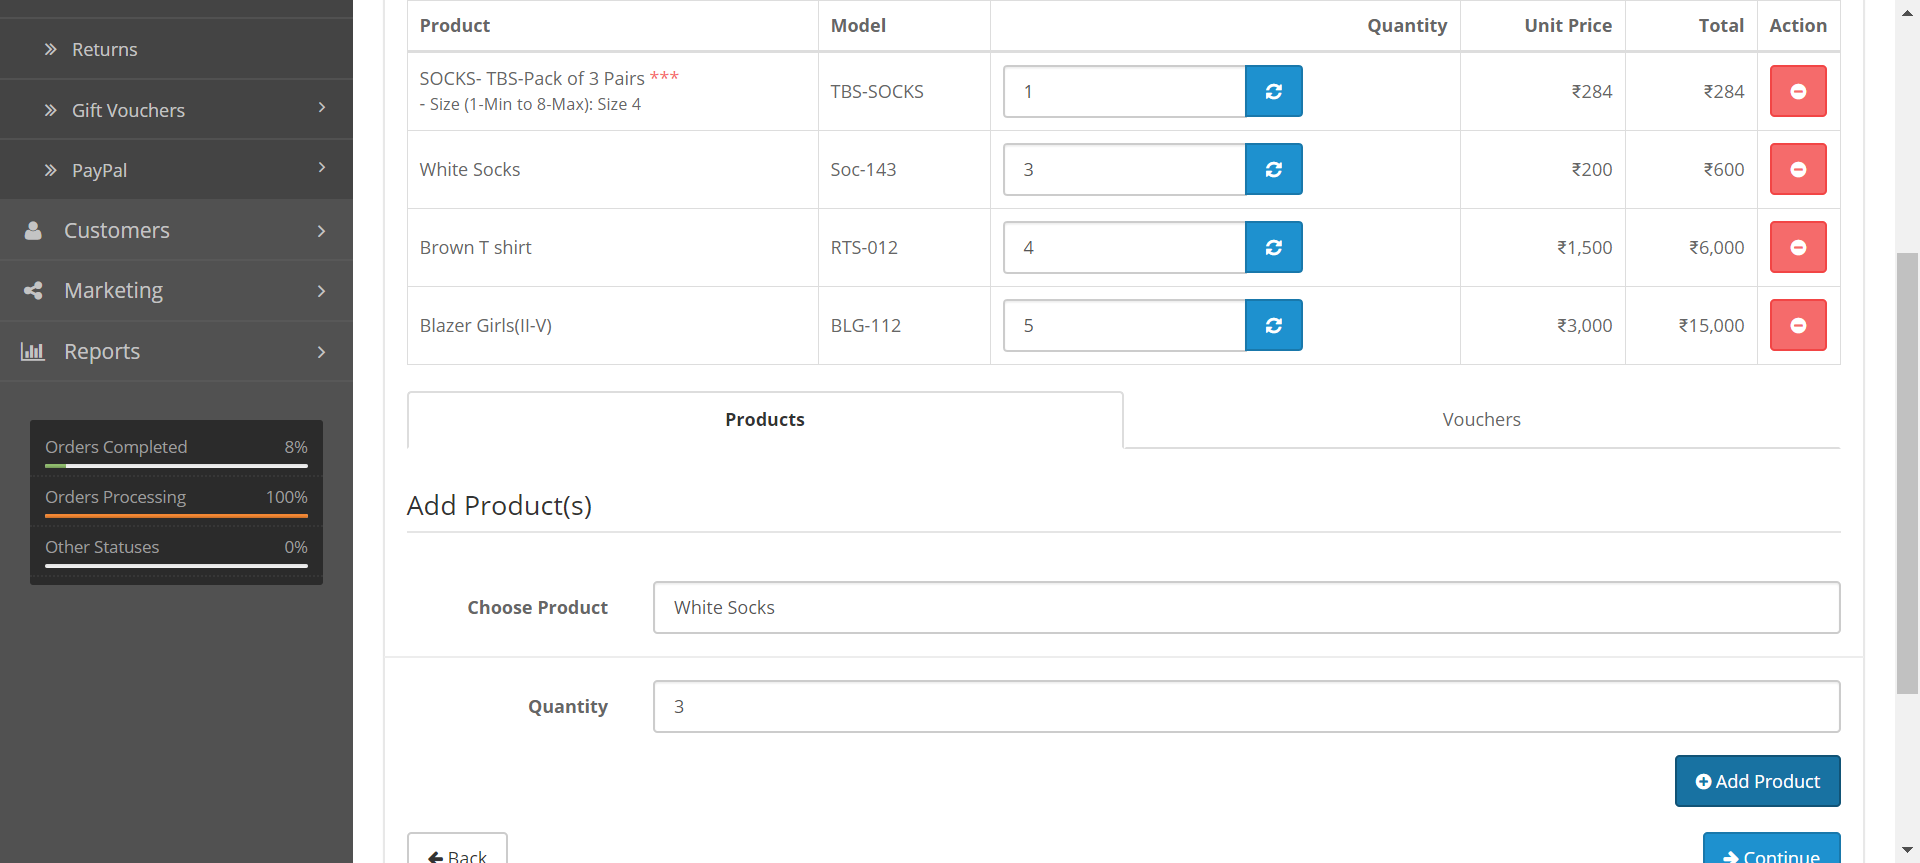 Returns
Gift Vouchers
PayPal
Customers
Marketing
Reports
Orders Completed 8%
Orders Processing 100%
Other Statuses 0%
Product Model Quantity Unit Price Total Action
SOCKS- TBS-Pack of 3 Pairs ***
- Size (1-Min to 8-Max): Size 4
TBS-SOCKS 1 ₹284 ₹284
White Socks Soc-143 3 ₹200 ₹600
Brown T shirt RTS-012 4 ₹1,500 ₹6,000
Blazer Girls(II-V) BLG-112 5 ₹3,000 ₹15,000
Products Vouchers
Add Product(s)
Choose Product White Socks
Quantity 3
Add Product
Back Continue